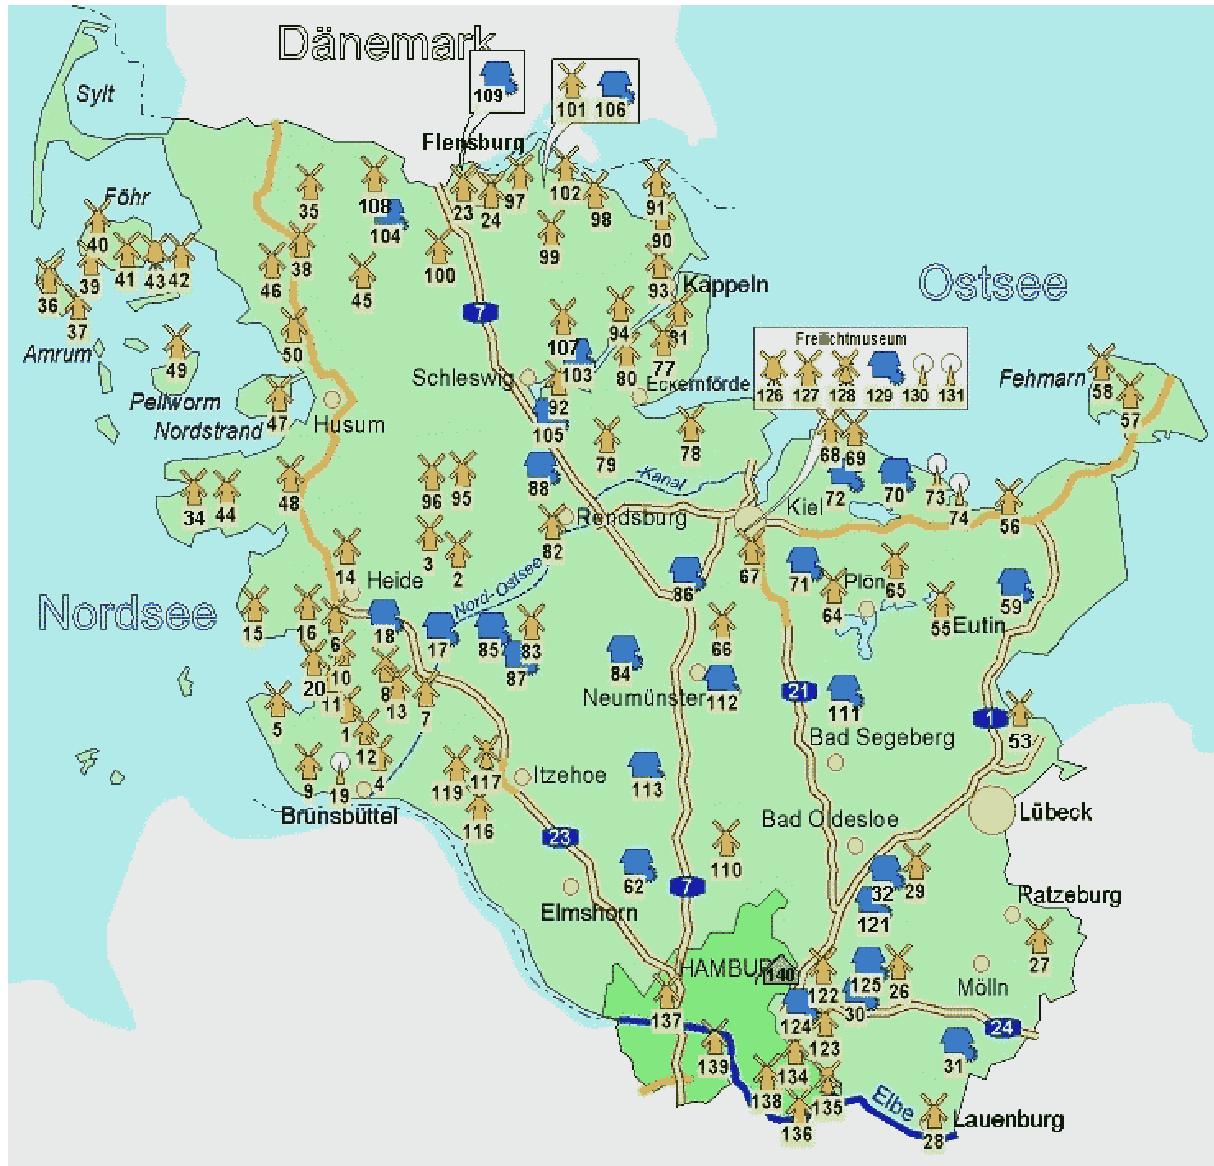 Dänemark
109
101 106
Sylt
Flensburg
Föhr
35
108
104
23 24 97
102
98
91
90
40
39 41 43 42
36
37
46
38
45
100
99
93
Kappeln
Ostsee
Amrum
50
49
7
107
94
81
77
80
103
Freilichtmuseum
126 127 128 129 130 131
Schleswig
92
Eckernförde
Fehmarn
58
57
Pellworm
Nordstrand
47
Husum
105
79
78
68 69
34 44
48
96 95
88
Kanal
72
70
73
74
56
Kiel
Rendsburg
82
14
3
2
Heide
Nord-Ostsee
86
67
71
Plön
64
65
59
Nordsee
15
16
6
18
17
85
83
87
84
66
55
Eutin
20
10
11
8
13
7
Neumünster
112
21
111
5
1
12
4
1
53
Bad Segeberg
9
19
119
117
116
Itzehoe
113
Brunsbüttel
Bad Oldesloe
Lübeck
23
110
62
7
32
29
121
Elmshorn
Ratzeburg
27
HAMBUR
140
122
125
26
30
Mölln
137
124
123
24
139
134
31
138
135
136
Elbe
28
Lauenburg